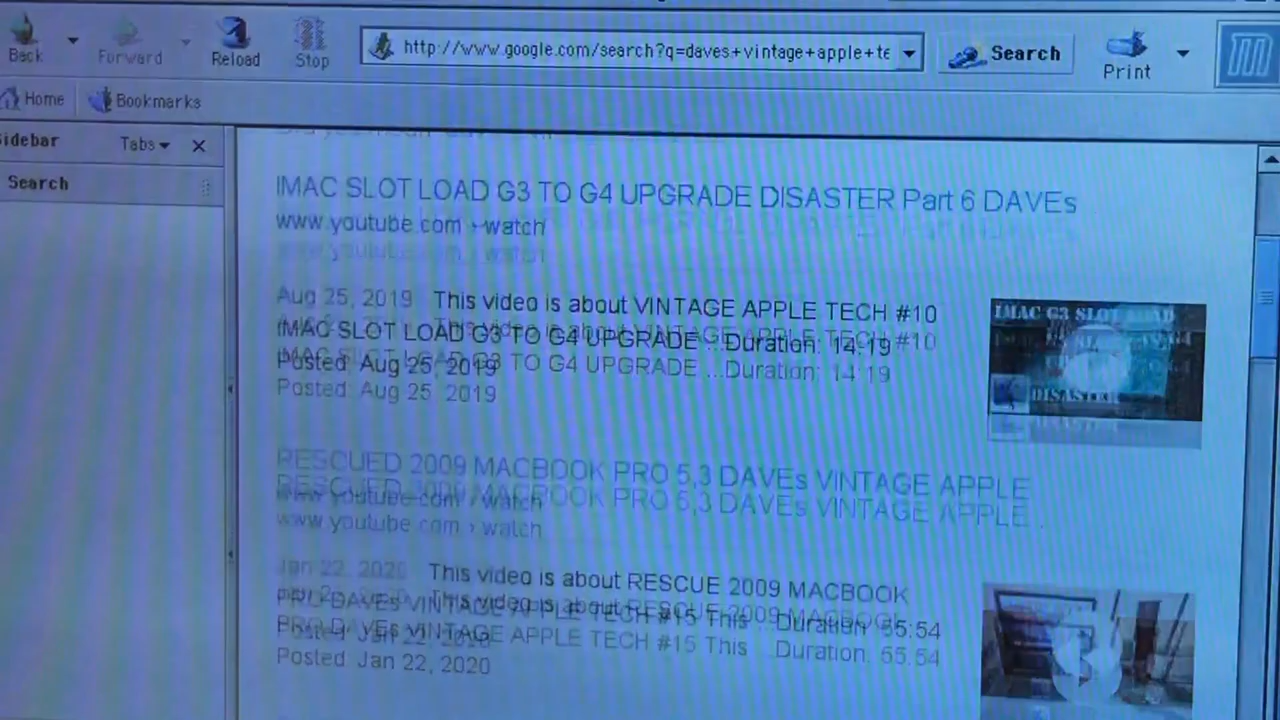 Back
Forward
Reload
Stop
http://www.google.com/search?q=daves+vintage+apple+te
Search
Print
Home
Bookmarks
Sidebar
Tabs
Search
IMAC SLOT LOAD G3 TO G4 UPGRADE DISASTER Part 6 DAVEs
www.youtube.com › watch
Aug 25, 2019 This video is about VINTAGE APPLE TECH #10
IMAC SLOT LOAD G3 TO G4 UPGRADE ...Duration: 14:19
Posted: Aug 25, 2019
IMAC G3 SLOT LOAD
DISASTER
RESCUED 2009 MACBOOK PRO 5,3 DAVEs VINTAGE APPLE ...
www.youtube.com › watch
Jan 22, 2020 This video is about RESCUE 2009 MACBOOK
PRO DAVEs VINTAGE APPLE TECH #15 This ...Duration: 55:54
Posted: Jan 22, 2020